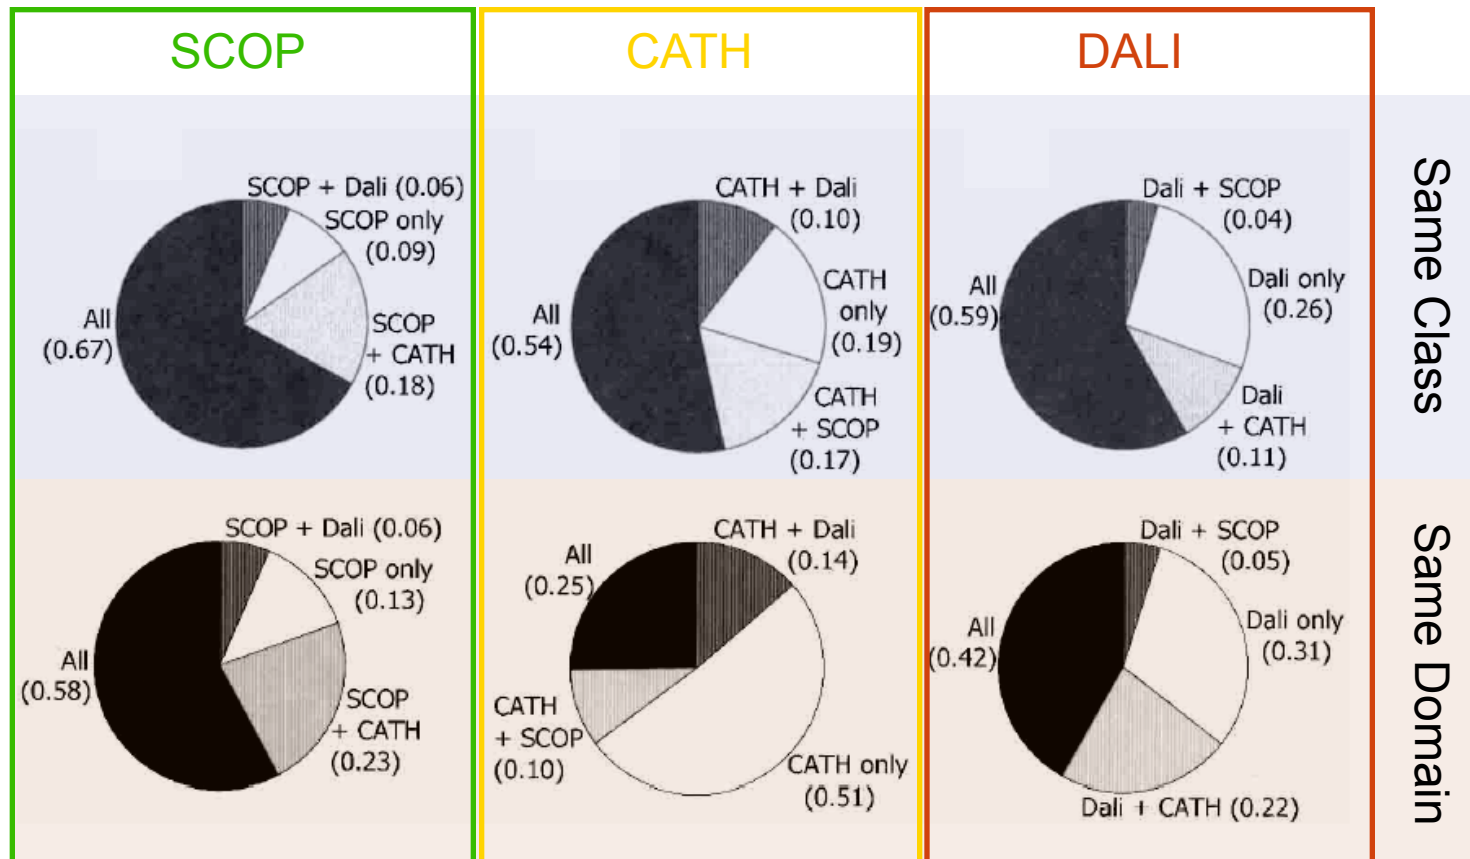 SCOP
CATH
DALI
SCOP + Dali (0.06)
SCOP only
(0.09)
All
(0.67)
SCOP
+ CATH
(0.18)
CATH + Dali
(0.10)
CATH
only
(0.19)
All
(0.54)
CATH
+ SCOP
(0.17)
Dali + SCOP
(0.04)
Dali only
(0.26)
All
(0.59)
Dali
+ CATH
(0.11)
Same Class
SCOP + Dali (0.06)
SCOP only
(0.13)
All
(0.58)
SCOP
+ CATH
(0.23)
CATH + Dali
(0.14)
All
(0.25)
CATH
+ SCOP
(0.10)
CATH only
(0.51)
Dali + SCOP
(0.05)
Dali only
(0.31)
All
(0.42)
Dali + CATH (0.22)
Same Domain